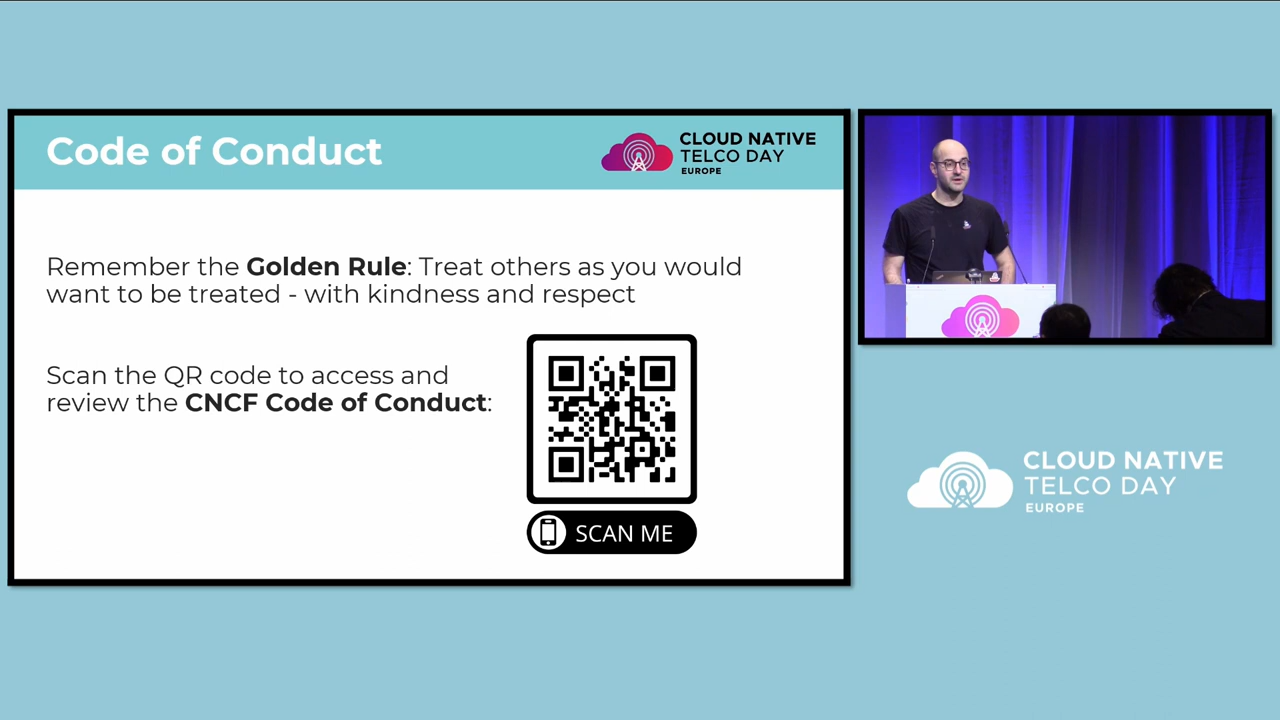 Code of Conduct
CLOUD NATIVE
TELCO DAY
EUROPE
Remember the Golden Rule: Treat others as you would
want to be treated - with kindness and respect
Scan the QR code to access and
review the CNCF Code of Conduct:
SCAN ME
CLOUD NATIVE
TELCO DAY
EUROPE